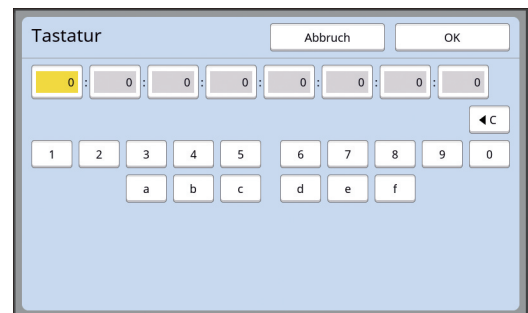 Tastatur Abbruch OK
0 : 0 : 0 : 0 : 0 : 0 : 0 : 0
◀ C
1 2 3 4 5 6 7 8 9 0
a b c d e f